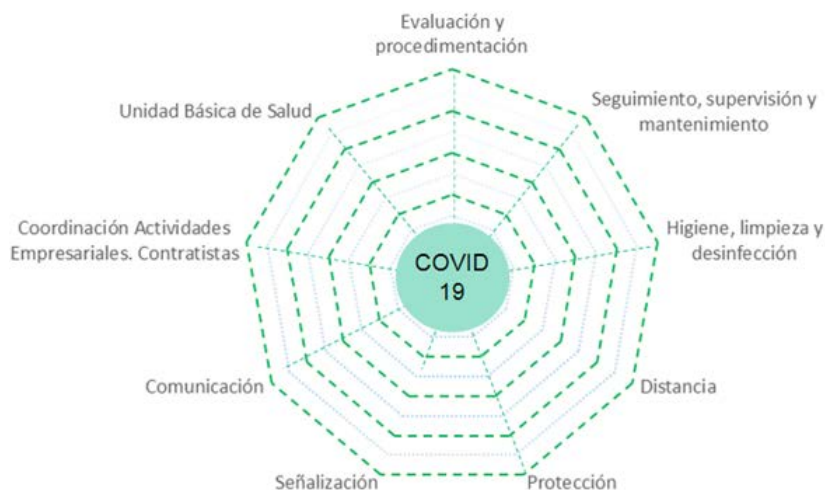 Evaluación y
procedimentación
Unidad Básica de Salud
Seguimiento, supervisión y
mantenimiento
Coordinación Actividades
Empresariales. Contratistas
Higiene, limpieza y
desinfección
COVID
19
Comunicación
Distancia
Señalización
Protección